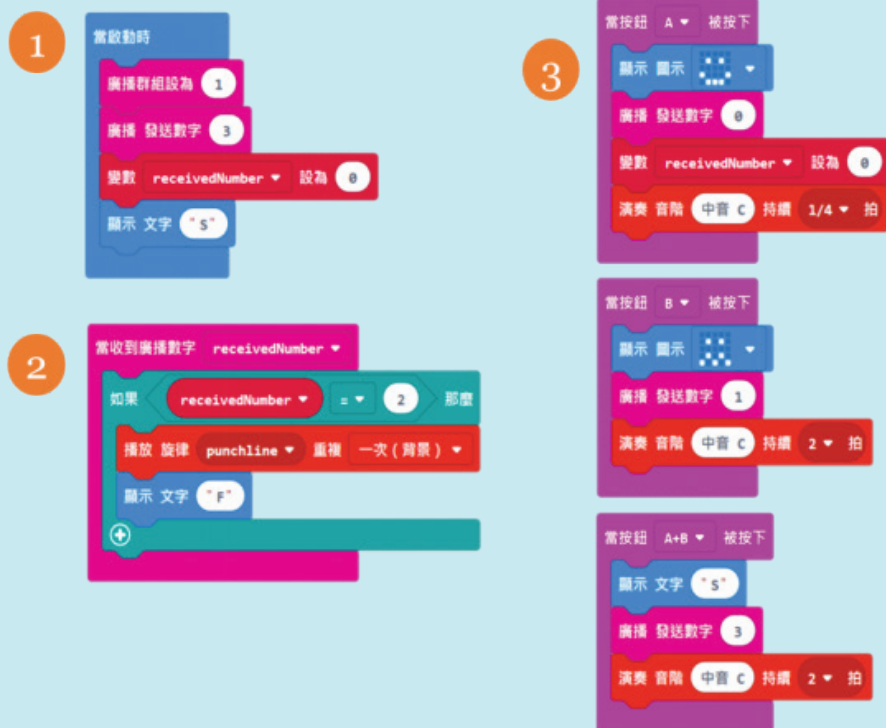 1
當啟動時
廣播群組設為 1
廣播 發送數字 3
變數 receivedNumber 設為 0
顯示 文字 "S"
2
當收到廣播數字 receivedNumber
如果 receivedNumber = 2 那麼
播放 旋律 punchline 重複 一次(背景)
顯示 文字 "F"
3
當按鈕 A 被按下
顯示 圖示
廣播 發送數字 0
變數 receivedNumber 設為 0
演奏 音階 中音 C 持續 1/4 拍
當按鈕 B 被按下
顯示 圖示
廣播 發送數字 1
演奏 音階 中音 C 持續 2 拍
當按鈕 A+B 被按下
顯示 文字 "S"
廣播 發送數字 3
演奏 音階 中音 C 持續 2 拍